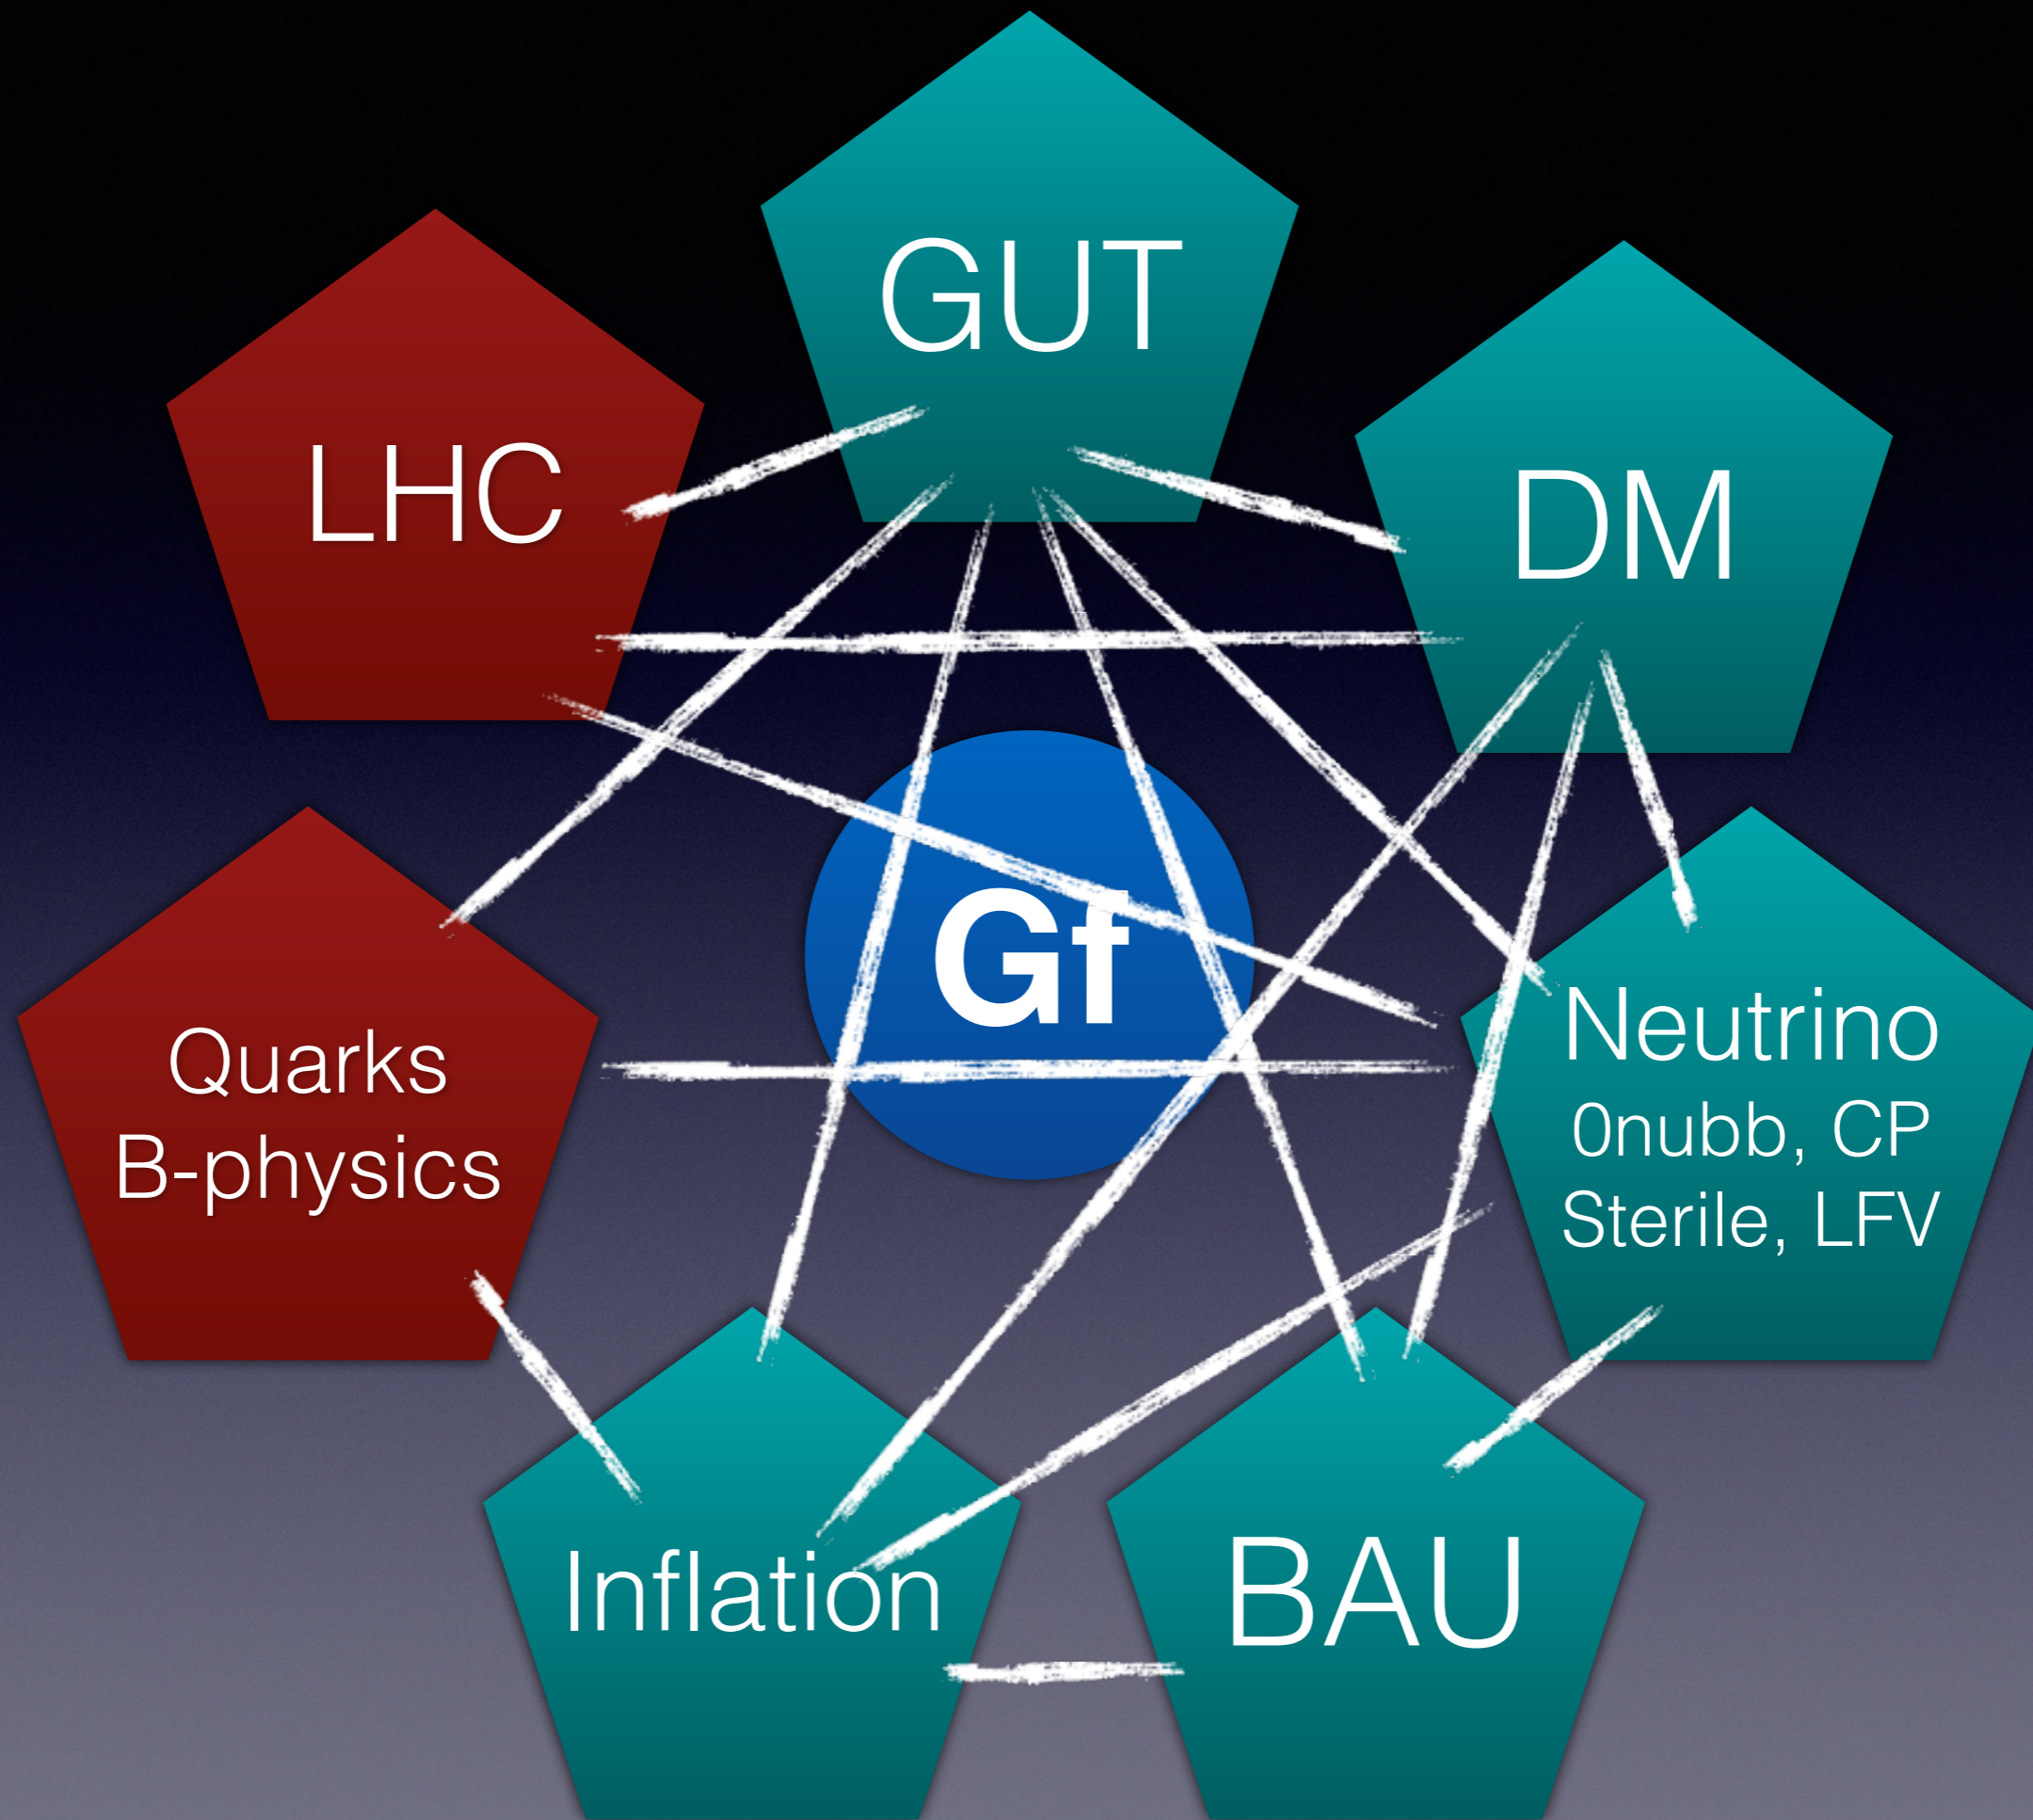 GUT
LHC
DM
Gf
Quarks
B-physics
Neutrino
0nubb, CP
Sterile, LFV
Inflation
BAU